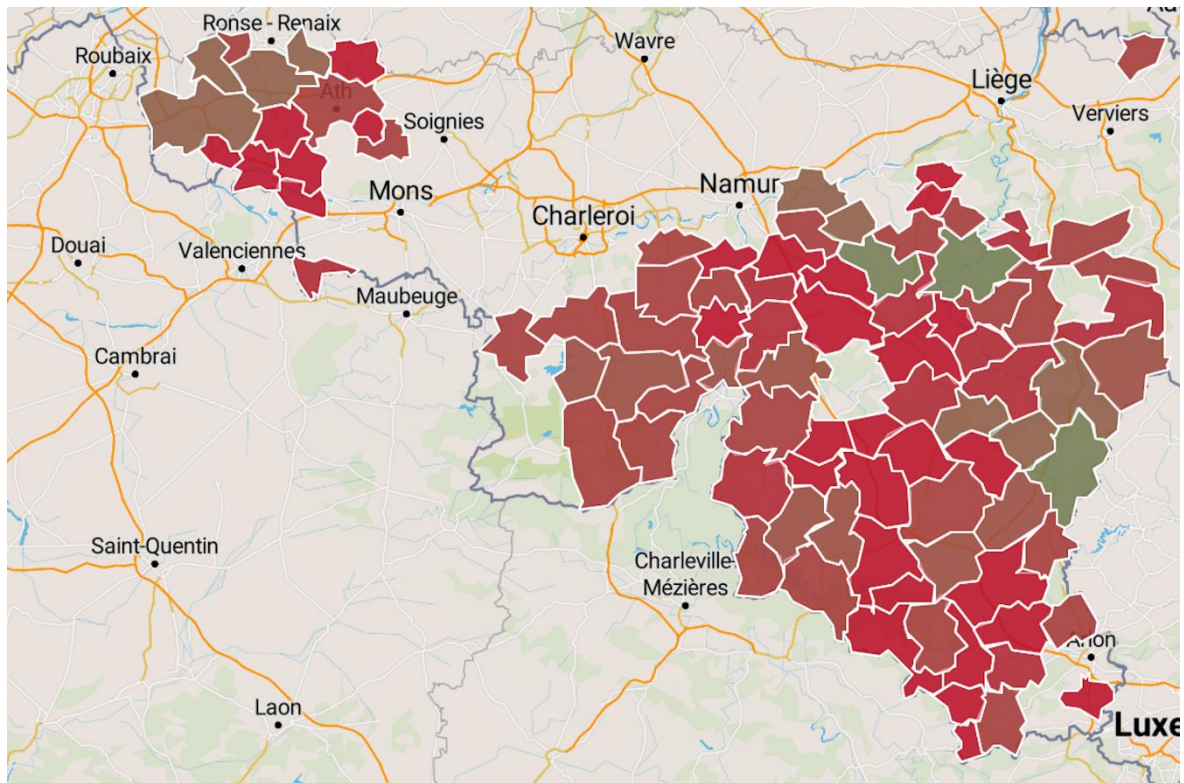 Ronse - Renaix
Roubaix
Wavre
Liège
Ath
Soignies
Verviers
Namur
Mons
Charleroi
Douai
Valenciennes
Maubeuge
Cambrai
Saint-Quentin
Charleville-
Mézières
Arlon
Laon
Luxe